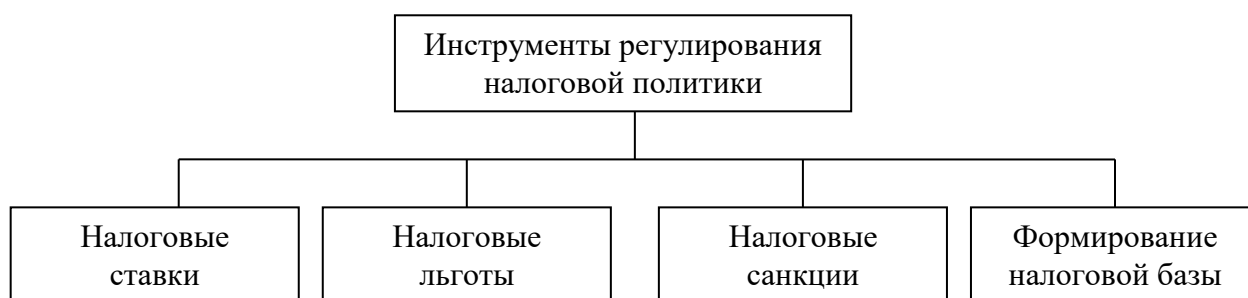 Инструменты регулирования
налоговой политики
Налоговые
ставки
Налоговые
льготы
Налоговые
санкции
Формирование
налоговой базы